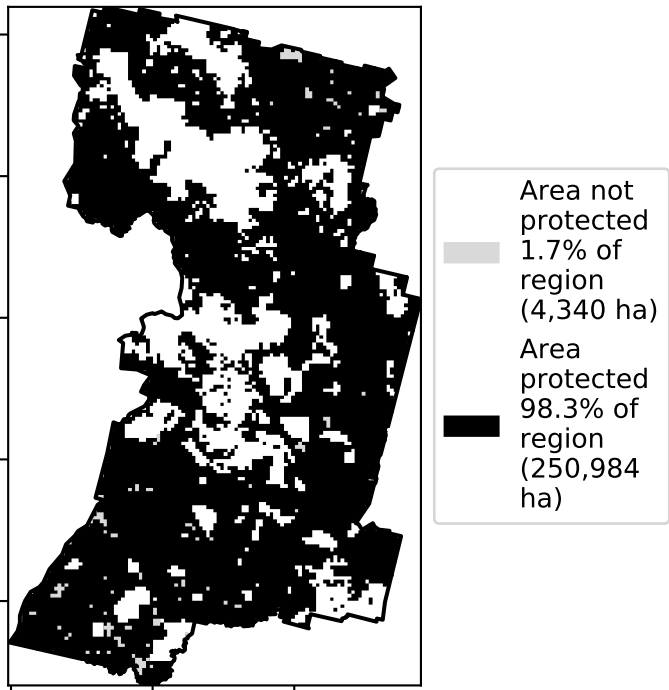 Area not
protected
1.7% of
region
(4,340 ha)
Area
protected
98.3% of
region
(250,984
ha)